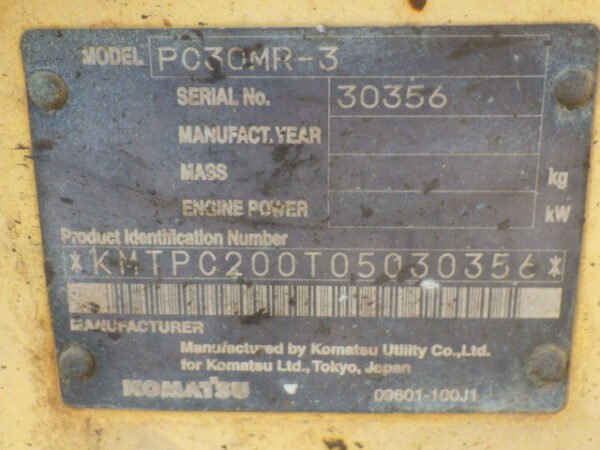 MODEL PC30MR-3
SERIAL No. 30356
MANUFACT.YEAR
MASS kg
ENGINE POWER kW
Product Identification Number
*KMTPC200T05030356*
MANUFACTURER
Manufactured by Komatsu Utility Co.,Ltd.
for Komatsu Ltd.,Tokyo, Japan
KOMATSU 09601-100J1